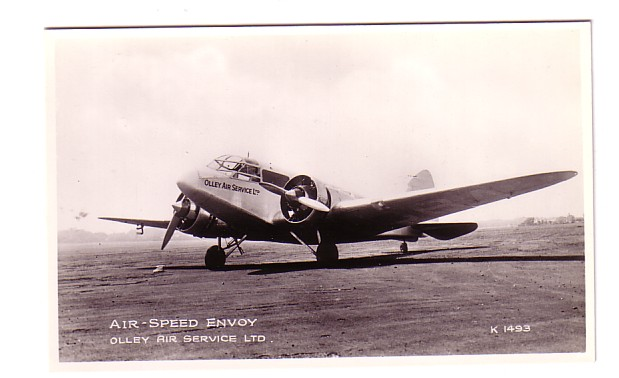 OLLEY AIR SERVICE LTD
AIR-SPEED ENVOY
OLLEY AIR SERVICE LTD.
K 1493